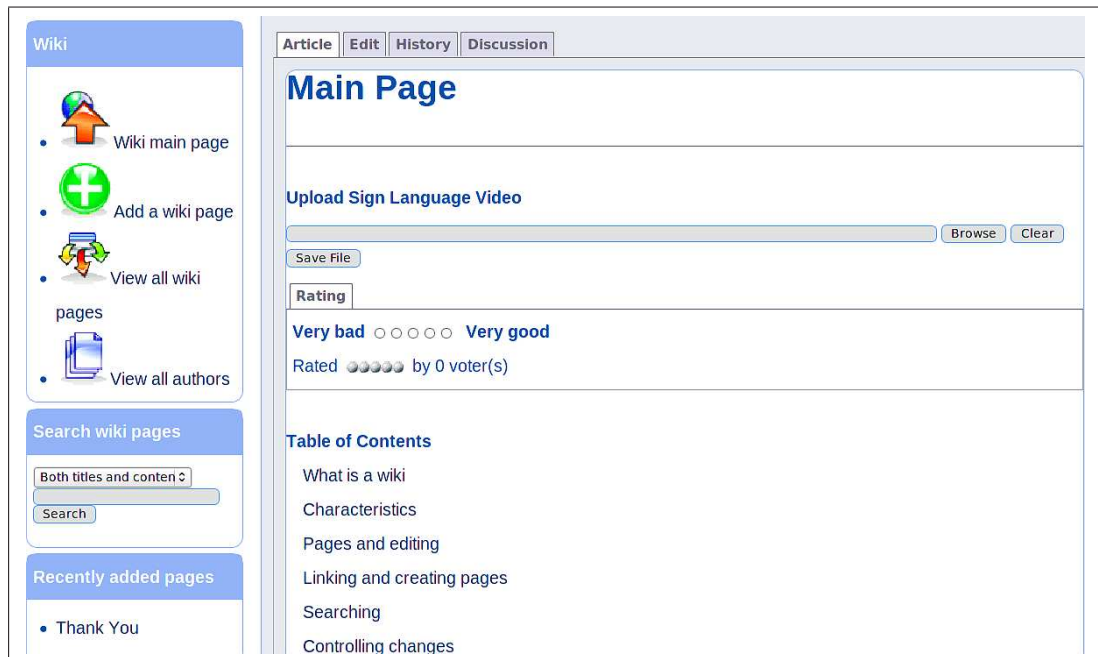 Wiki
Wiki main page
Add a wiki page
View all wiki
pages
View all authors
Search wiki pages
Both titles and conten
Search
Recently added pages
Thank You
Article Edit History Discussion
Main Page
Upload Sign Language Video
Browse Clear
Save File
Rating
Very bad Very good
Rated by 0 voter(s)
Table of Contents
What is a wiki
Characteristics
Pages and editing
Linking and creating pages
Searching
Controlling changes